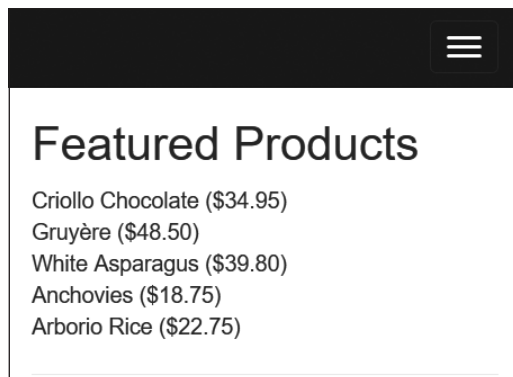 Featured Products
Criollo Chocolate ($34.95)
Gruyère ($48.50)
White Asparagus ($39.80)
Anchovies ($18.75)
Arborio Rice ($22.75)